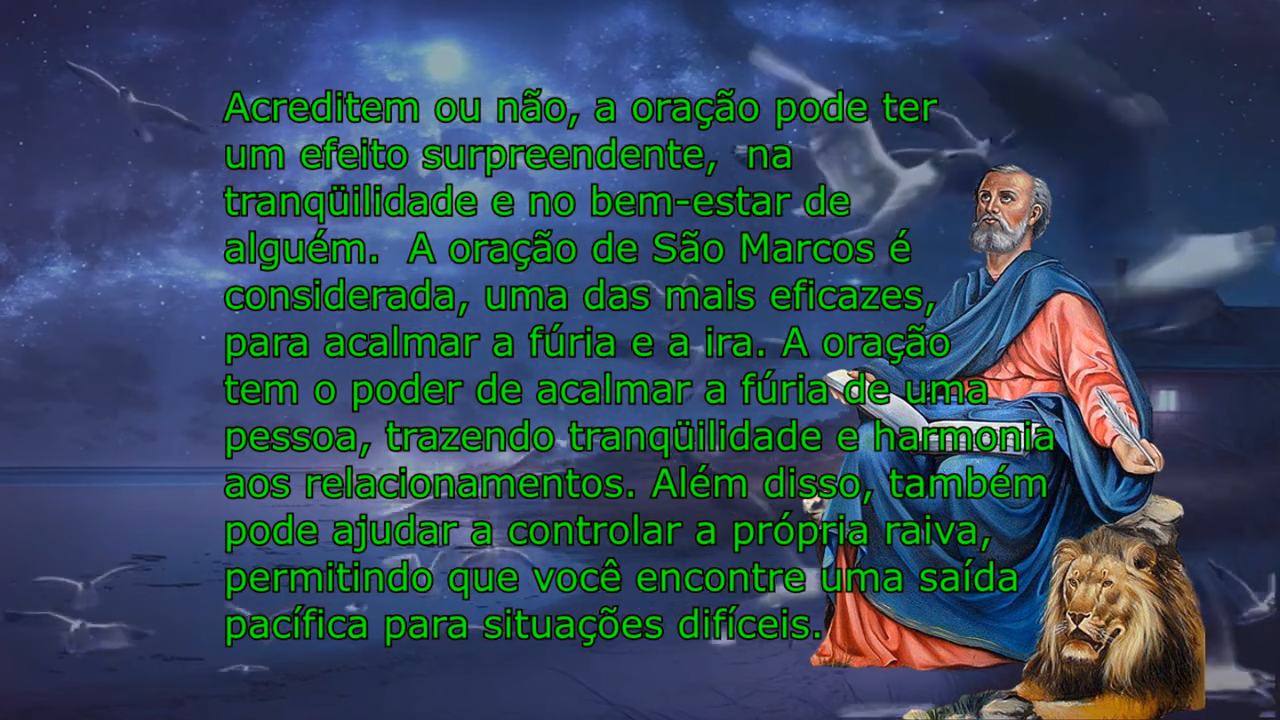 Acreditem ou não, a oração pode ter
um efeito surpreendente,  na
tranqüilidade e no bem-estar de
alguém.  A oração de São Marcos é
considerada, uma das mais eficazes,
para acalmar a fúria e a ira. A oração
tem o poder de acalmar a fúria de uma
pessoa, trazendo tranqüilidade e harmonia
aos relacionamentos. Além disso, também
pode ajudar a controlar a própria raiva,
permitindo que você encontre uma saída
pacífica para situações difíceis.